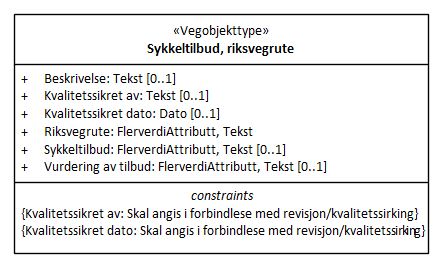 «Vegobjekttype»
Sykkeltilbud, riksvegrute
+ Beskrivelse: Tekst [0..1]
+ Kvalitetssikret av: Tekst [0..1]
+ Kvalitetssikret dato: Dato [0..1]
+ Riksvegrute: FlerverdiAttributt, Tekst
+ Sykkeltilbud: FlerverdiAttributt, Tekst [0..1]
+ Vurdering av tilbud: FlerverdiAttributt, Tekst [0..1]
constraints
{Kvalitetssikret av: Skal angis i forbindlese med revisjon/kvalitetssirking}
{Kvalitetssikret dato: Skal angis i forbindlese med revisjon/kvalitetssirking}